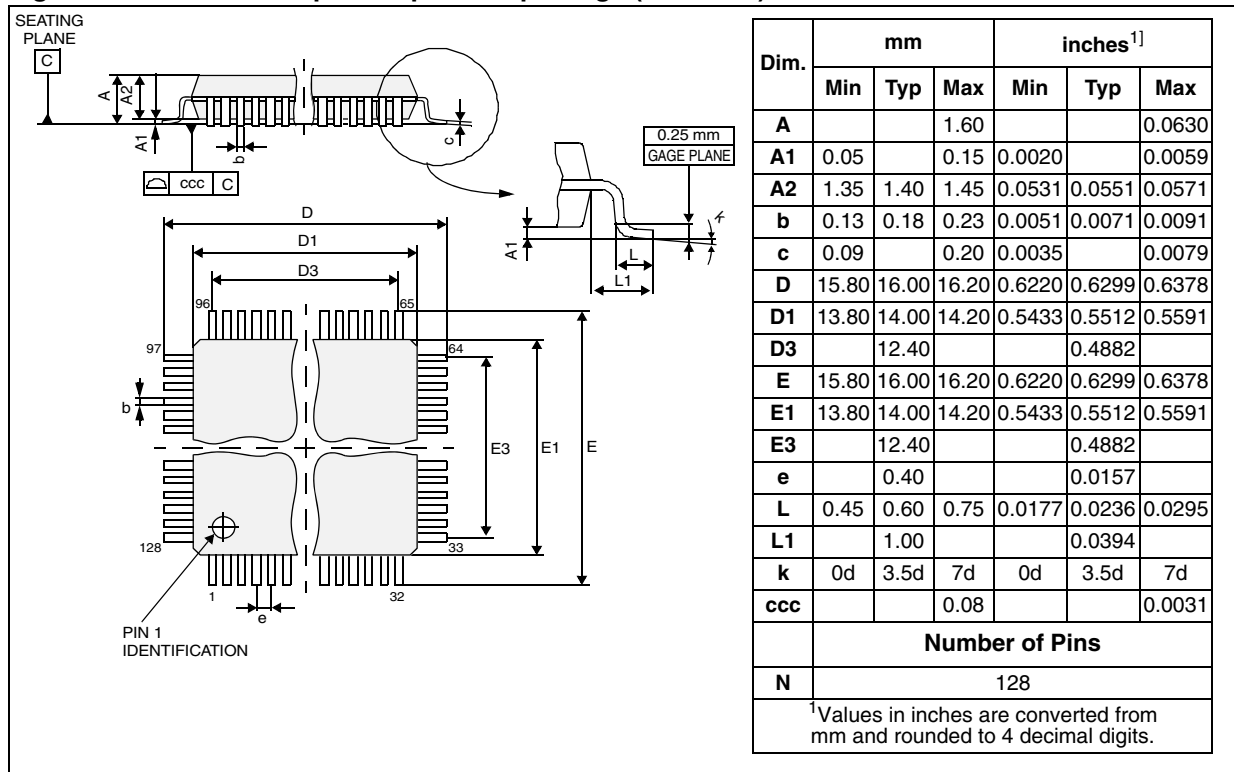 SEATING
PLANE
C
A
A2
A1
b
c
ccc C
0.25 mm
GAGE PLANE
k
A1
L
L1
D
D1
D3
96
65
97
64
b
E3
E1
E
128
33
1
32
e
PIN 1
IDENTIFICATION
Dim. mm inches1]
Min Typ Max Min Typ Max
A 1.60 0.0630
A1 0.05 0.15 0.0020 0.0059
A2 1.35 1.40 1.45 0.0531 0.0551 0.0571
b 0.13 0.18 0.23 0.0051 0.0071 0.0091
c 0.09 0.20 0.0035 0.0079
D 15.80 16.00 16.20 0.6220 0.6299 0.6378
D1 13.80 14.00 14.20 0.5433 0.5512 0.5591
D3 12.40 0.4882
E 15.80 16.00 16.20 0.6220 0.6299 0.6378
E1 13.80 14.00 14.20 0.5433 0.5512 0.5591
E3 12.40 0.4882
e 0.40 0.0157
L 0.45 0.60 0.75 0.0177 0.0236 0.0295
L1 1.00 0.0394
k 0d 3.5d 7d 0d 3.5d 7d
ccc 0.08 0.0031
Number of Pins
N 128
1Values in inches are converted from
mm and rounded to 4 decimal digits.